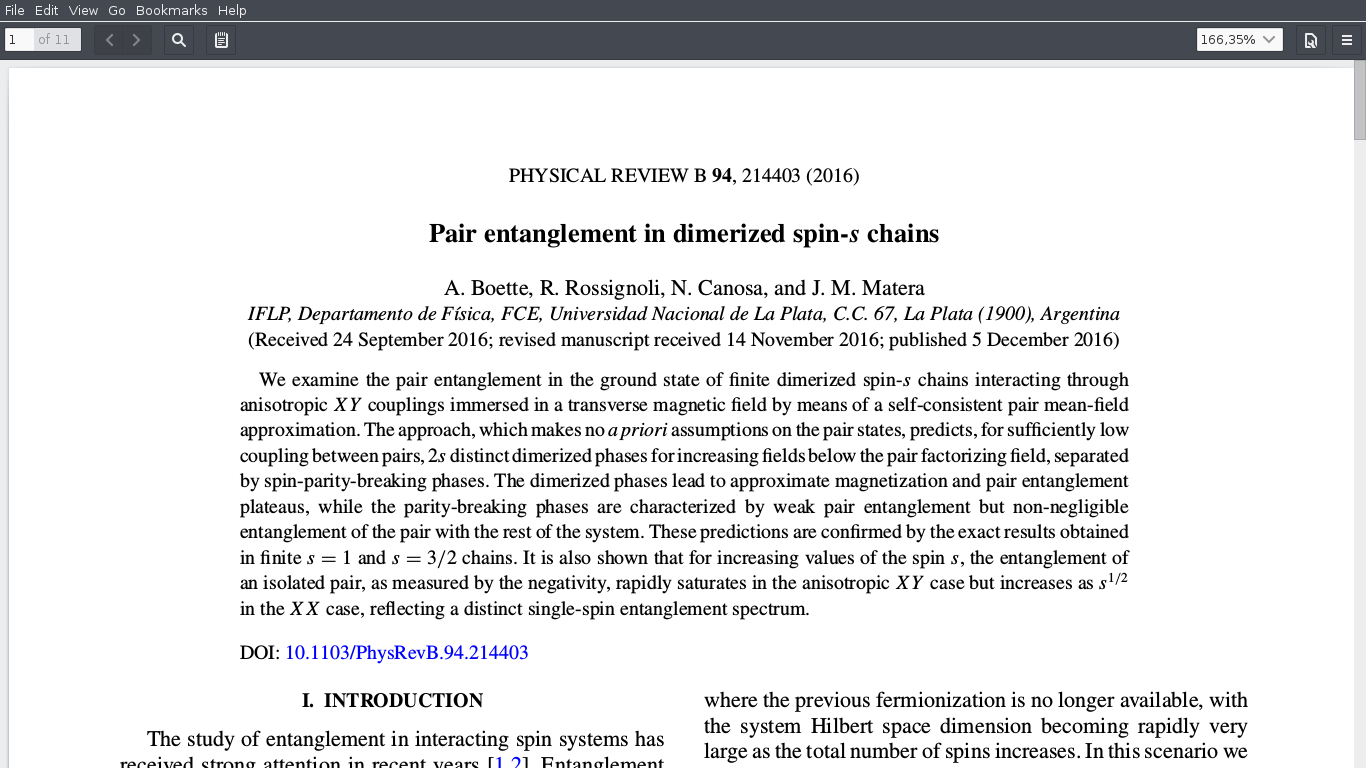 File Edit View Go Bookmarks Help
1 of 11
166,35%
PHYSICAL REVIEW B 94, 214403 (2016)
Pair entanglement in dimerized spin-s chains
A. Boette, R. Rossignoli, N. Canosa, and J. M. Matera
IFLP, Departamento de Física, FCE, Universidad Nacional de La Plata, C.C. 67, La Plata (1900), Argentina
(Received 24 September 2016; revised manuscript received 14 November 2016; published 5 December 2016)
We examine the pair entanglement in the ground state of finite dimerized spin-s chains interacting through
anisotropic XY couplings immersed in a transverse magnetic field by means of a self-consistent pair mean-field
approximation. The approach, which makes no a priori assumptions on the pair states, predicts, for sufficiently low
coupling between pairs, 2s distinct dimerized phases for increasing fields below the pair factorizing field, separated
by spin-parity-breaking phases. The dimerized phases lead to approximate magnetization and pair entanglement
plateaus, while the parity-breaking phases are characterized by weak pair entanglement but non-negligible
entanglement of the pair with the rest of the system. These predictions are confirmed by the exact results obtained
in finite s = 1 and s = 3/2 chains. It is also shown that for increasing values of the spin s, the entanglement of
an isolated pair, as measured by the negativity, rapidly saturates in the anisotropic XY case but increases as s^{1/2}
in the XX case, reflecting a distinct single-spin entanglement spectrum.
DOI: 10.1103/PhysRevB.94.214403
I. INTRODUCTION
The study of entanglement in interacting spin systems has
received strong attention in recent years [1,2]. Entanglement
where the previous fermionization is no longer available, with
the system Hilbert space dimension becoming rapidly very
large as the total number of spins increases. In this scenario we